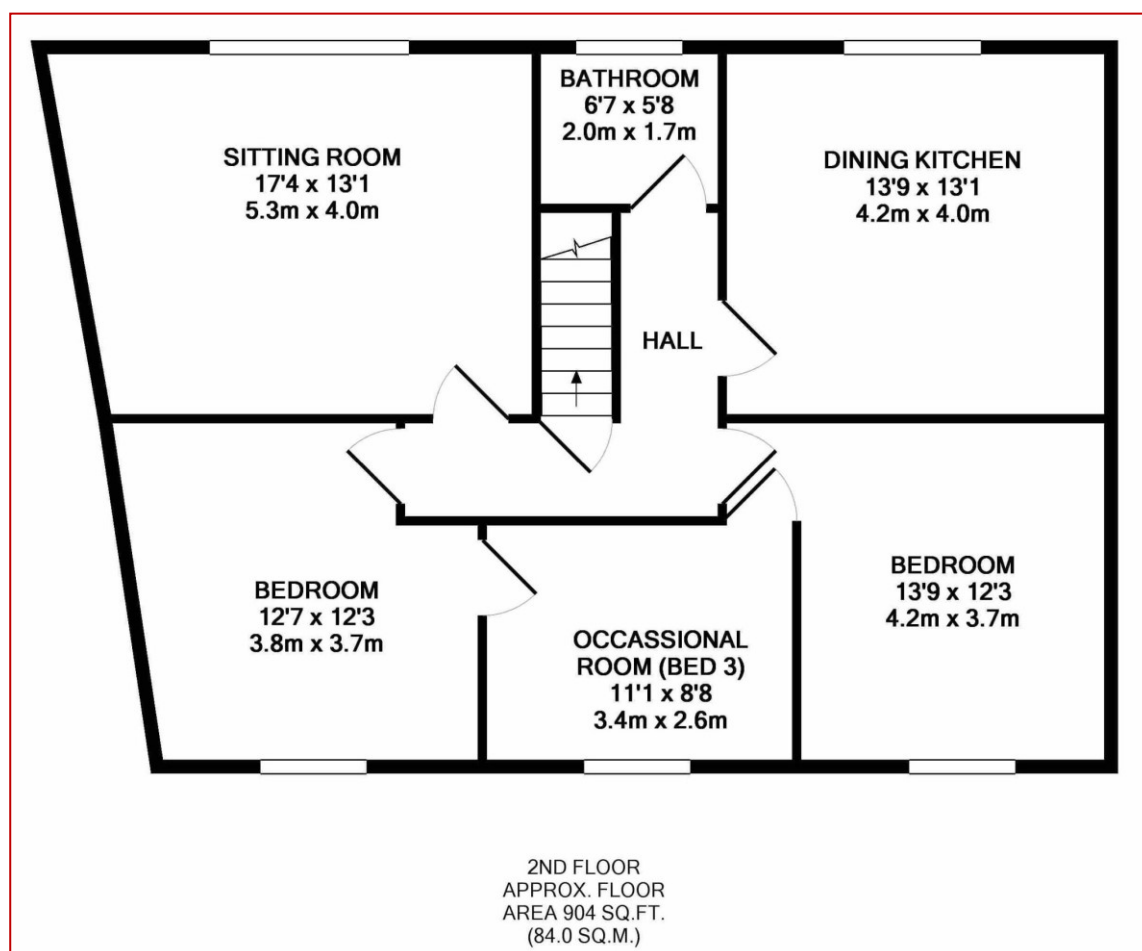 BATHROOM
6'7 x 5'8
2.0m x 1.7m
SITTING ROOM
17'4 x 13'1
5.3m x 4.0m
DINING KITCHEN
13'9 x 13'1
4.2m x 4.0m
HALL
BEDROOM
12'7 x 12'3
3.8m x 3.7m
OCCASSIONAL
ROOM (BED 3)
11'1 x 8'8
3.4m x 2.6m
BEDROOM
13'9 x 12'3
4.2m x 3.7m
2ND FLOOR
APPROX. FLOOR
AREA 904 SQ.FT.
(84.0 SQ.M.)